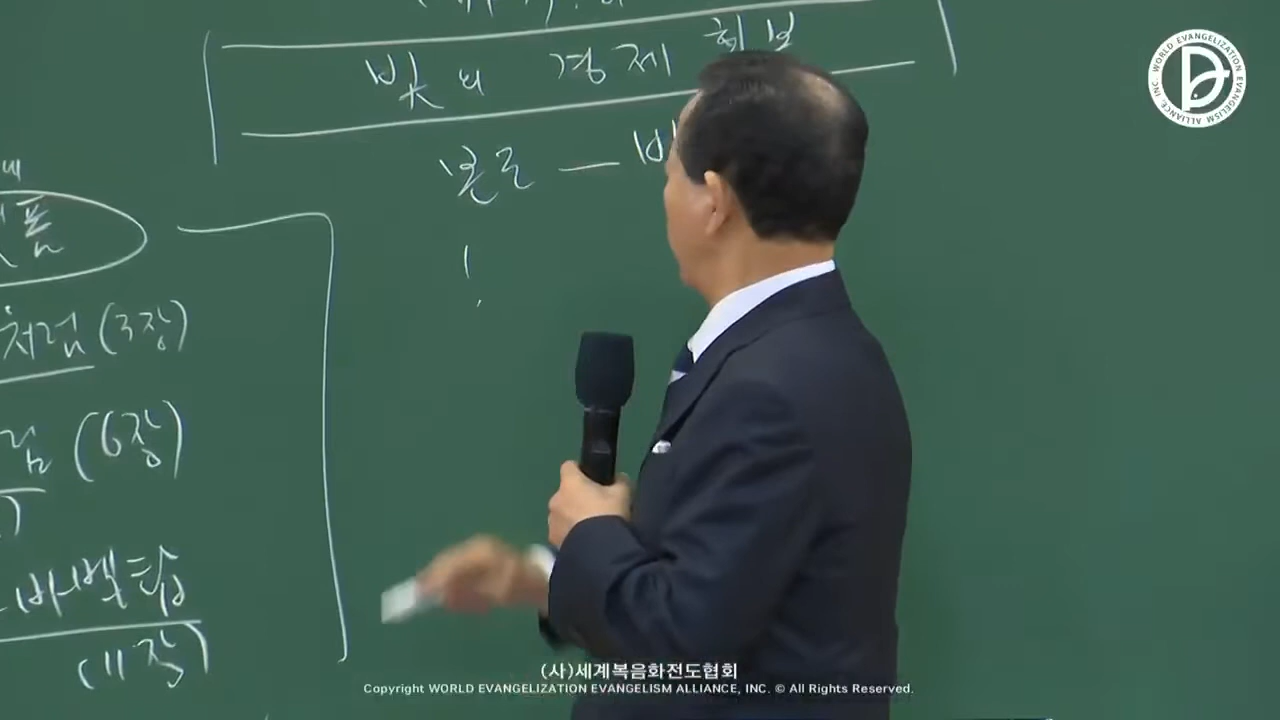 빛의 경제 회복
본론 —
!
처럼 (3장)
(6장)
바벨탑
(11장)
WORLD EVANGELIZATION EVANGELISM ALLIANCE, INC.
(사)세계복음화전도협회
Copyright WORLD EVANGELIZATION EVANGELISM ALLIANCE, INC. © All Rights Reserved.